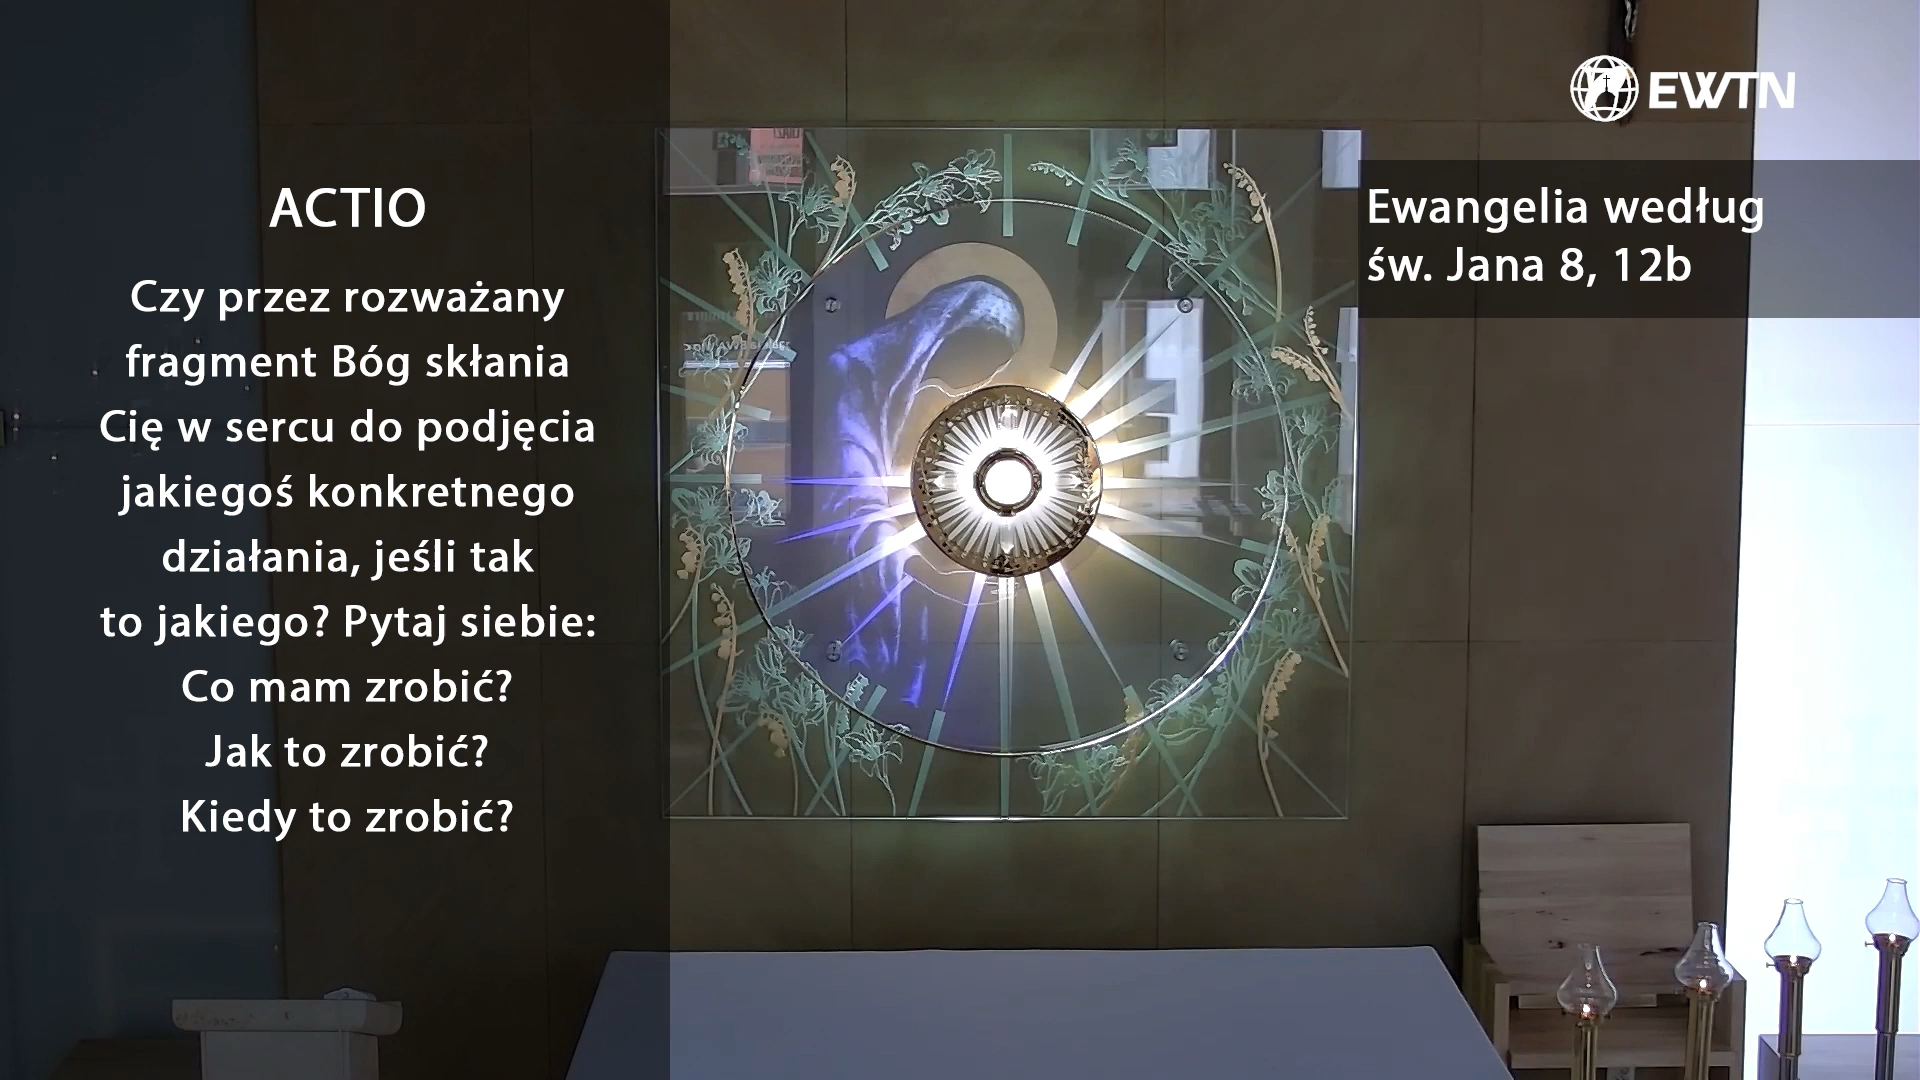 ACTIO
Czy przez rozważany
fragment Bóg skłania
Cię w sercu do podjęcia
jakiegoś konkretnego
działania, jeśli tak
to jakiego? Pytaj siebie:
Co mam zrobić?
Jak to zrobić?
Kiedy to zrobić?
EWTN
Ewangelia według
św. Jana 8, 12b